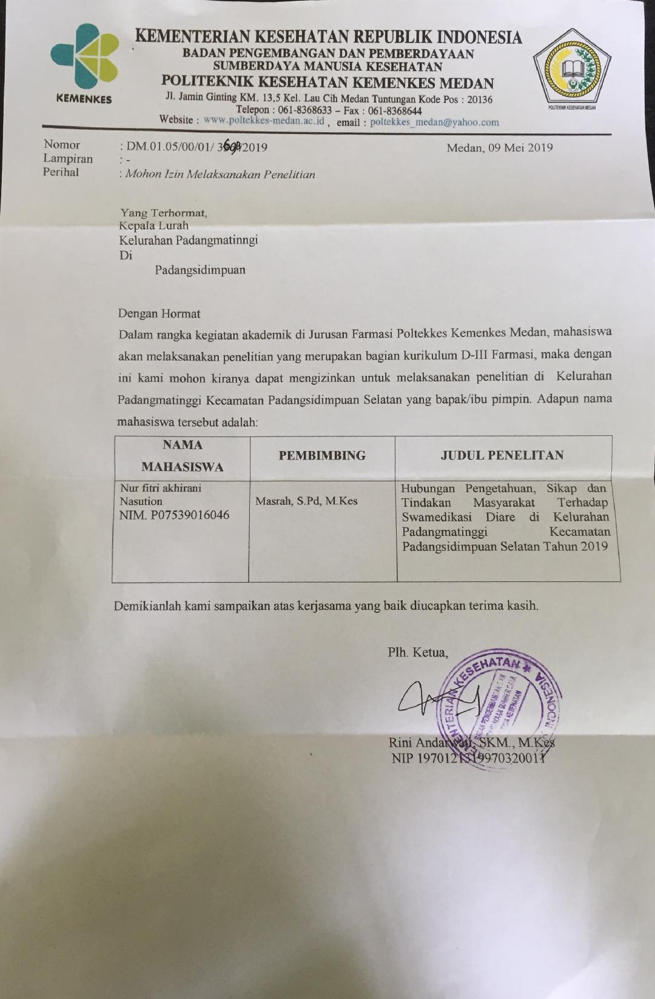 KEMENKES
KEMENTERIAN KESEHATAN REPUBLIK INDONESIA
BADAN PENGEMBANGAN DAN PEMBERDAYAAN
SUMBERDAYA MANUSIA KESEHATAN
POLITEKNIK KESEHATAN KEMENKES MEDAN
Jl. Jamin Ginting KM. 13,5 Kel. Lau Cih Medan Tuntungan Kode Pos : 20136
Telepon : 061-8368633 – Fax : 061-8368644
Website : www.poltekkes-medan.ac.id , email : poltekkes_medan@yahoo.com
POLITEKNIK KESEHATAN MEDAN
Nomor : DM.01.05/00/01/ /2019 Medan, 09 Mei 2019
Lampiran : -
Perihal : Mohon Izin Melaksanakan Penelitian
Yang Terhormat,
Kepala Lurah
Kelurahan Padangmatinngi
Di
Padangsidimpuan
Dengan Hormat
Dalam rangka kegiatan akademik di Jurusan Farmasi Poltekkes Kemenkes Medan, mahasiswa
akan melaksanakan penelitian yang merupakan bagian kurikulum D-III Farmasi, maka dengan
ini kami mohon kiranya dapat mengizinkan untuk melaksanakan penelitian di Kelurahan
Padangmatinggi Kecamatan Padangsidimpuan Selatan yang bapak/ibu pimpin. Adapun nama
mahasiswa tersebut adalah:
NAMA
MAHASISWA
PEMBIMBING
JUDUL PENELITAN
Nur fitri akhirani
Nasution
NIM. P07539016046
Masrah, S.Pd, M.Kes
Hubungan Pengetahuan, Sikap dan
Tindakan Masyarakat Terhadap
Swamedikasi Diare di Kelurahan
Padangmatinggi Kecamatan
Padangsidimpuan Selatan Tahun 2019
Demikianlah kami sampaikan atas kerjasama yang baik diucapkan terima kasih.
Plh. Ketua,
KEMENTERIAN KESEHATAN ★ INDONESIA
BADAN PENGEMBANGAN DAN
Rini Andarwati, SKM., M.Kes
NIP 197012131997032001